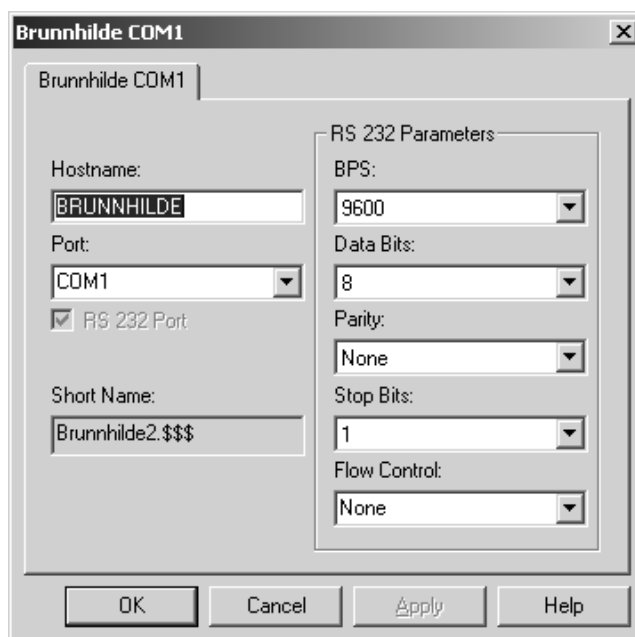 Brunnhilde COM1
Brunnhilde COM1
Hostname:
BRUNNHILDE
Port:
COM1
RS 232 Port
Short Name:
Brunnhilde2.$$$
RS 232 Parameters
BPS:
9600
Data Bits:
8
Parity:
None
Stop Bits:
1
Flow Control:
None
OK
Cancel
Apply
Help